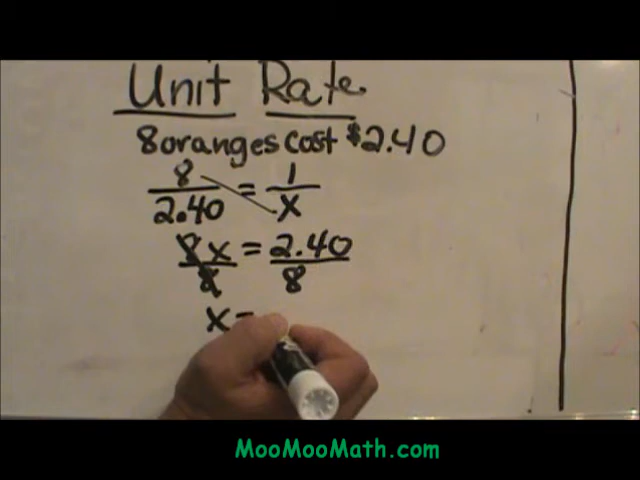 Unit Rate
8 oranges cost $2.40
8/2.40 = 1/x
8x/8 = 2.40/8
x =
MooMooMath.com